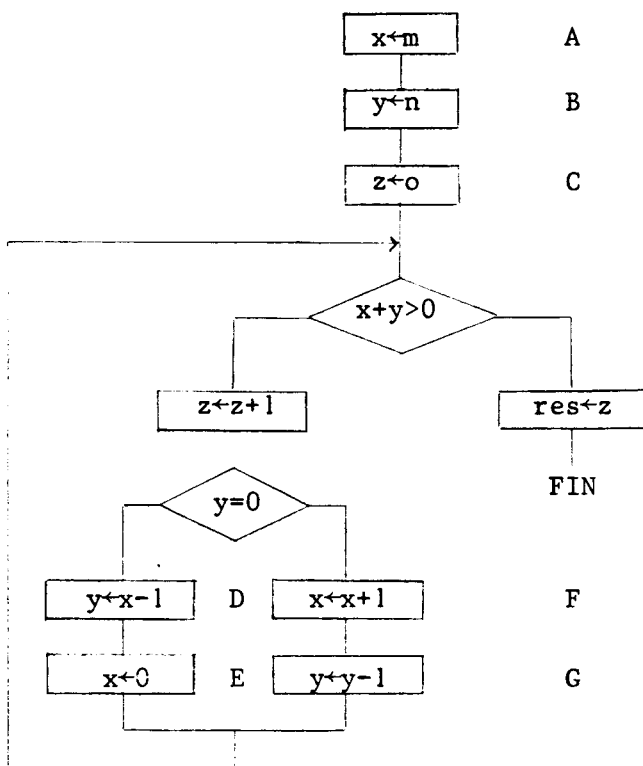 x←m A
y←n B
z←o C
x+y>0
z←z+1 res←z
FIN
y=0
y←x-1 D x←x+1 F
x←0 E y←y-1 G